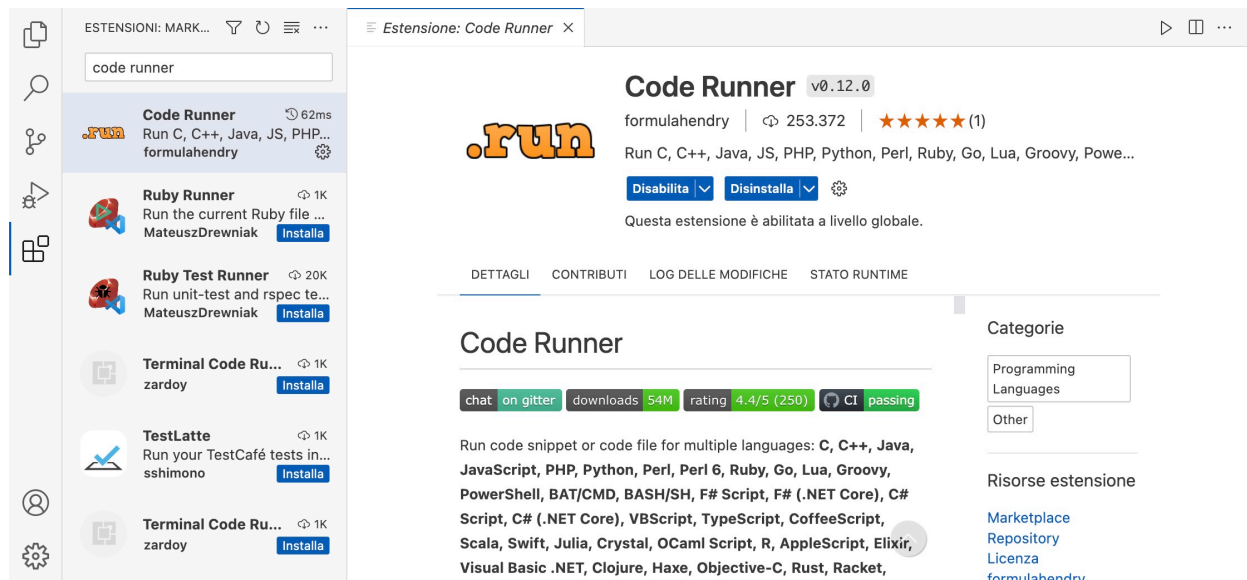 ESTENSIONI: MARK...
code runner
Code Runner 62ms
Run C, C++, Java, JS, PHP...
formulahendry
Ruby Runner 1K
Run the current Ruby file ...
MateuszDrewniak Installa
Ruby Test Runner 20K
Run unit-test and rspec te...
MateuszDrewniak Installa
Terminal Code Ru... 1K
zardoy Installa
TestLatte 1K
Run your TestCafé tests in...
sshimono Installa
Terminal Code Ru... 1K
zardoy Installa
Estensione: Code Runner
.run
Code Runner v0.12.0
formulahendry 253.372 (1)
Run C, C++, Java, JS, PHP, Python, Perl, Ruby, Go, Lua, Groovy, Powe...
Disabilita Disinstalla
Questa estensione è abilitata a livello globale.
DETTAGLI CONTRIBUTI LOG DELLE MODIFICHE STATO RUNTIME
Code Runner
chat on gitter downloads 54M rating 4.4/5 (250) CI passing
Run code snippet or code file for multiple languages: C, C++, Java,
JavaScript, PHP, Python, Perl, Perl 6, Ruby, Go, Lua, Groovy,
PowerShell, BAT/CMD, BASH/SH, F# Script, F# (.NET Core), C#
Script, C# (.NET Core), VBScript, TypeScript, CoffeeScript,
Scala, Swift, Julia, Crystal, OCaml Script, R, AppleScript, Elixir,
Visual Basic .NET, Clojure, Haxe, Objective-C, Rust, Racket,
Categorie
Programming
Languages
Other
Risorse estensione
Marketplace
Repository
Licenza
formulahendry